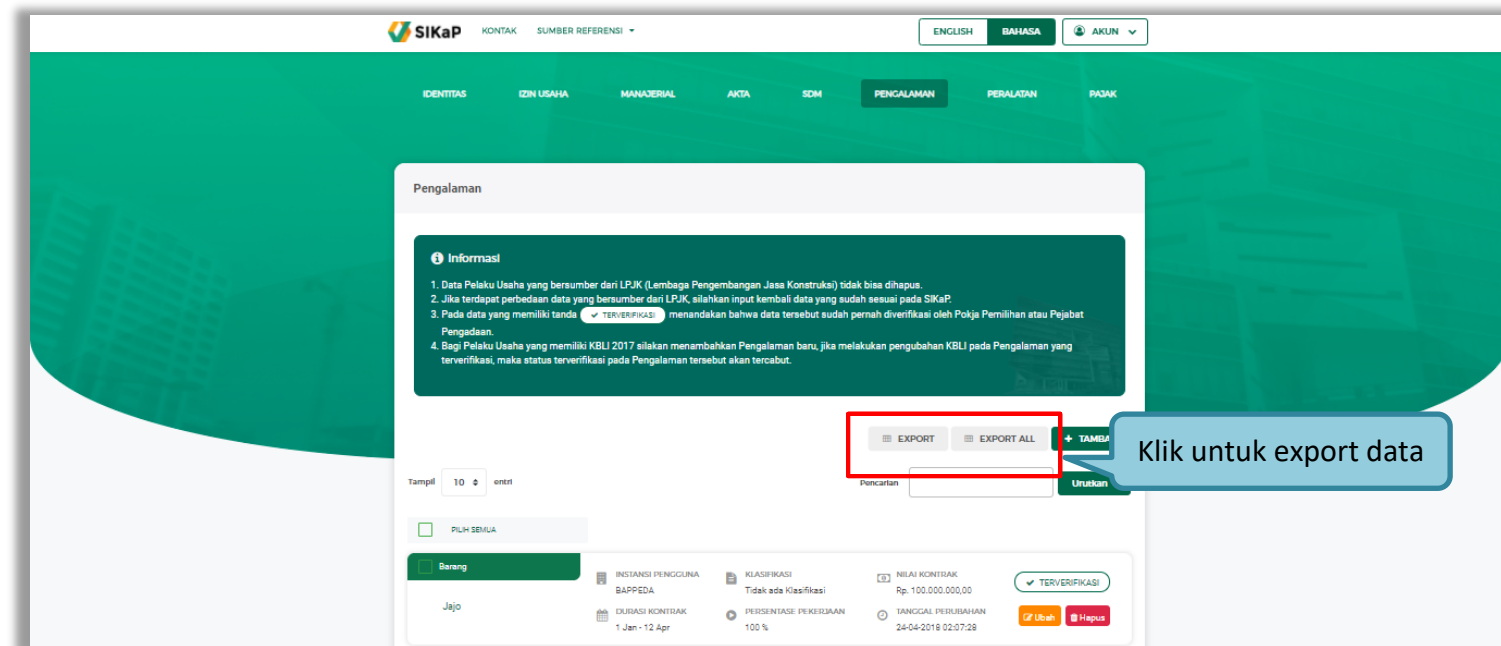 SIKaP KONTAK SUMBER REFERENSI ENGLISH BAHASA AKUN
IDENTITAS IZIN USAHA MANAJERIAL AKTA SDM PENGALAMAN PERALATAN PAJAK
Pengalaman
Informasi
1. Data Pelaku Usaha yang bersumber dari LPJK (Lembaga Pengembangan Jasa Konstruksi) tidak bisa dihapus.
2. Jika terdapat perbedaan data yang bersumber dari LPJK, silahkan input kembali data yang sudah sesuai pada SIKaP.
3. Pada data yang memiliki tanda TERVERIFIKASI menandakan bahwa data tersebut sudah pernah diverifikasi oleh Pokja Pemilihan atau Pejabat
Pengadaan.
4. Bagi Pelaku Usaha yang memiliki KBLI 2017 silakan menambahkan Pengalaman baru, jika melakukan pengubahan KBLI pada Pengalaman yang
terverifikasi, maka status terverifikasi pada Pengalaman tersebut akan tercabut.
EXPORT EXPORT ALL + TAMBA
Klik untuk export data
Tampil 10 entri Pencarian Urutkan
PILIH SEMUA
Barang
Jajo
INSTANSI PENGGUNA KLASIFIKASI NILAI KONTRAK
BAPPEDA Tidak ada Klasifikasi Rp. 100.000.000,00
TERVERIFIKASI
DURASI KONTRAK PERSENTASE PEKERJAAN TANGGAL PERUBAHAN
1 Jan - 12 Apr 100 % 24-04-2018 02:07:28
Ubah Hapus